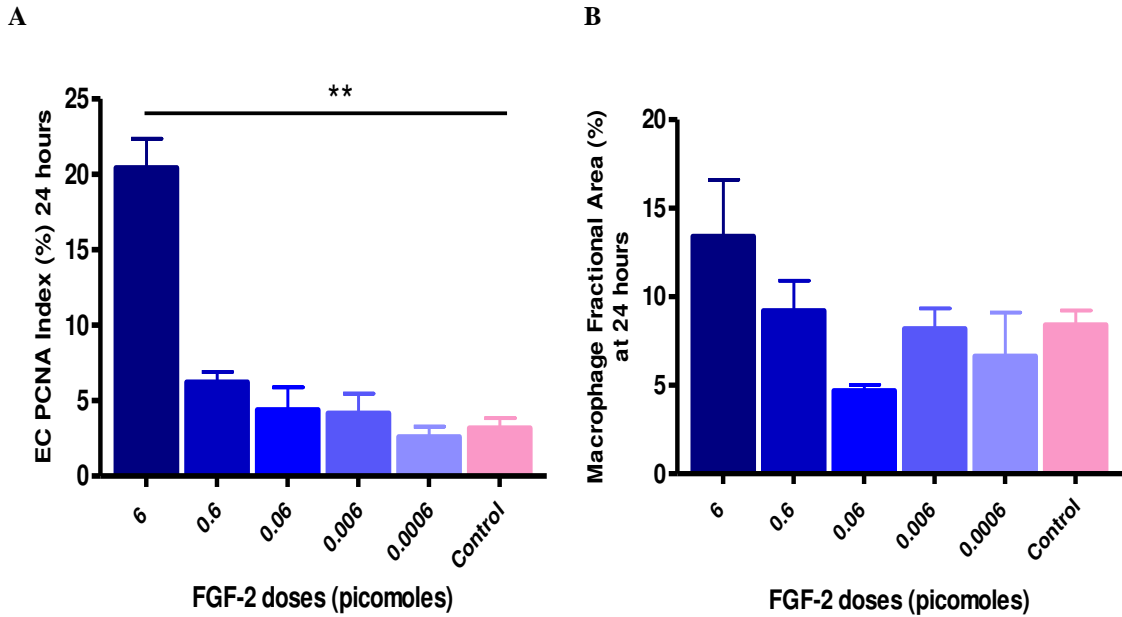 A
EC PCNA Index (%) 24 hours
25
20
15
10
5
0
**
6
0.6
0.06
0.006
0.0006
Control
FGF-2 doses (picomoles)
B
Macrophage Fractional Area (%)
at 24 hours
20
15
10
5
0
6
0.6
0.06
0.006
0.0006
Control
FGF-2 doses (picomoles)